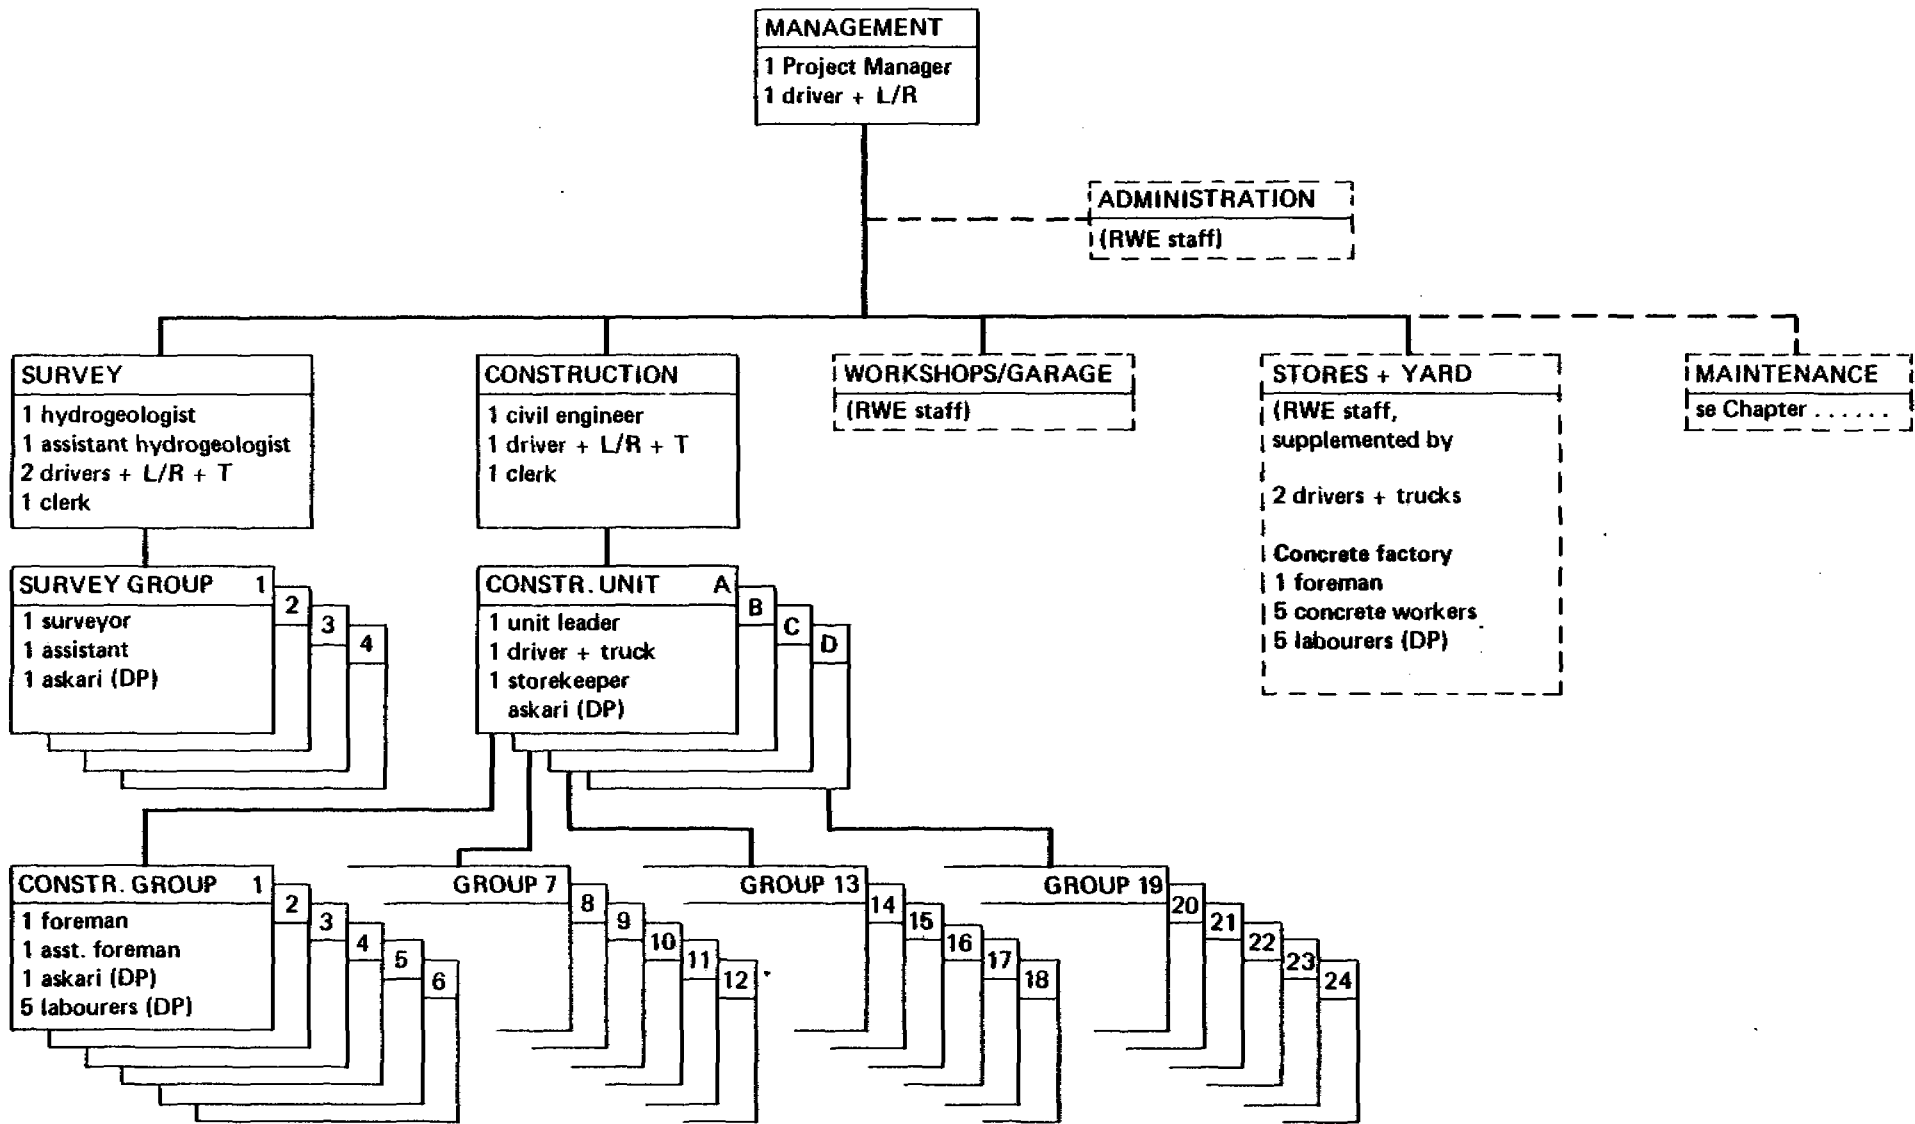 MANAGEMENT
1 Project Manager
1 driver + L/R
ADMINISTRATION
(RWE staff)
SURVEY
1 hydrogeologist
1 assistant hydrogeologist
2 drivers + L/R + T
1 clerk
CONSTRUCTION
1 civil engineer
1 driver + L/R + T
1 clerk
WORKSHOPS/GARAGE
(RWE staff)
STORES + YARD
(RWE staff,
supplemented by
2 drivers + trucks
Concrete factory
1 foreman
5 concrete workers
5 labourers (DP)
MAINTENANCE
se Chapter . . . . . .
SURVEY GROUP 1
1 surveyor
1 assistant
1 askari (DP)
2
3
4
CONSTR. UNIT A
1 unit leader
1 driver + truck
1 storekeeper
askari (DP)
B
C
D
CONSTR. GROUP 1
1 foreman
1 asst. foreman
1 askari (DP)
5 labourers (DP)
2
3
4
5
6
GROUP 7
8
9
10
11
12
GROUP 13
14
15
16
17
18
GROUP 19
20
21
22
23
24